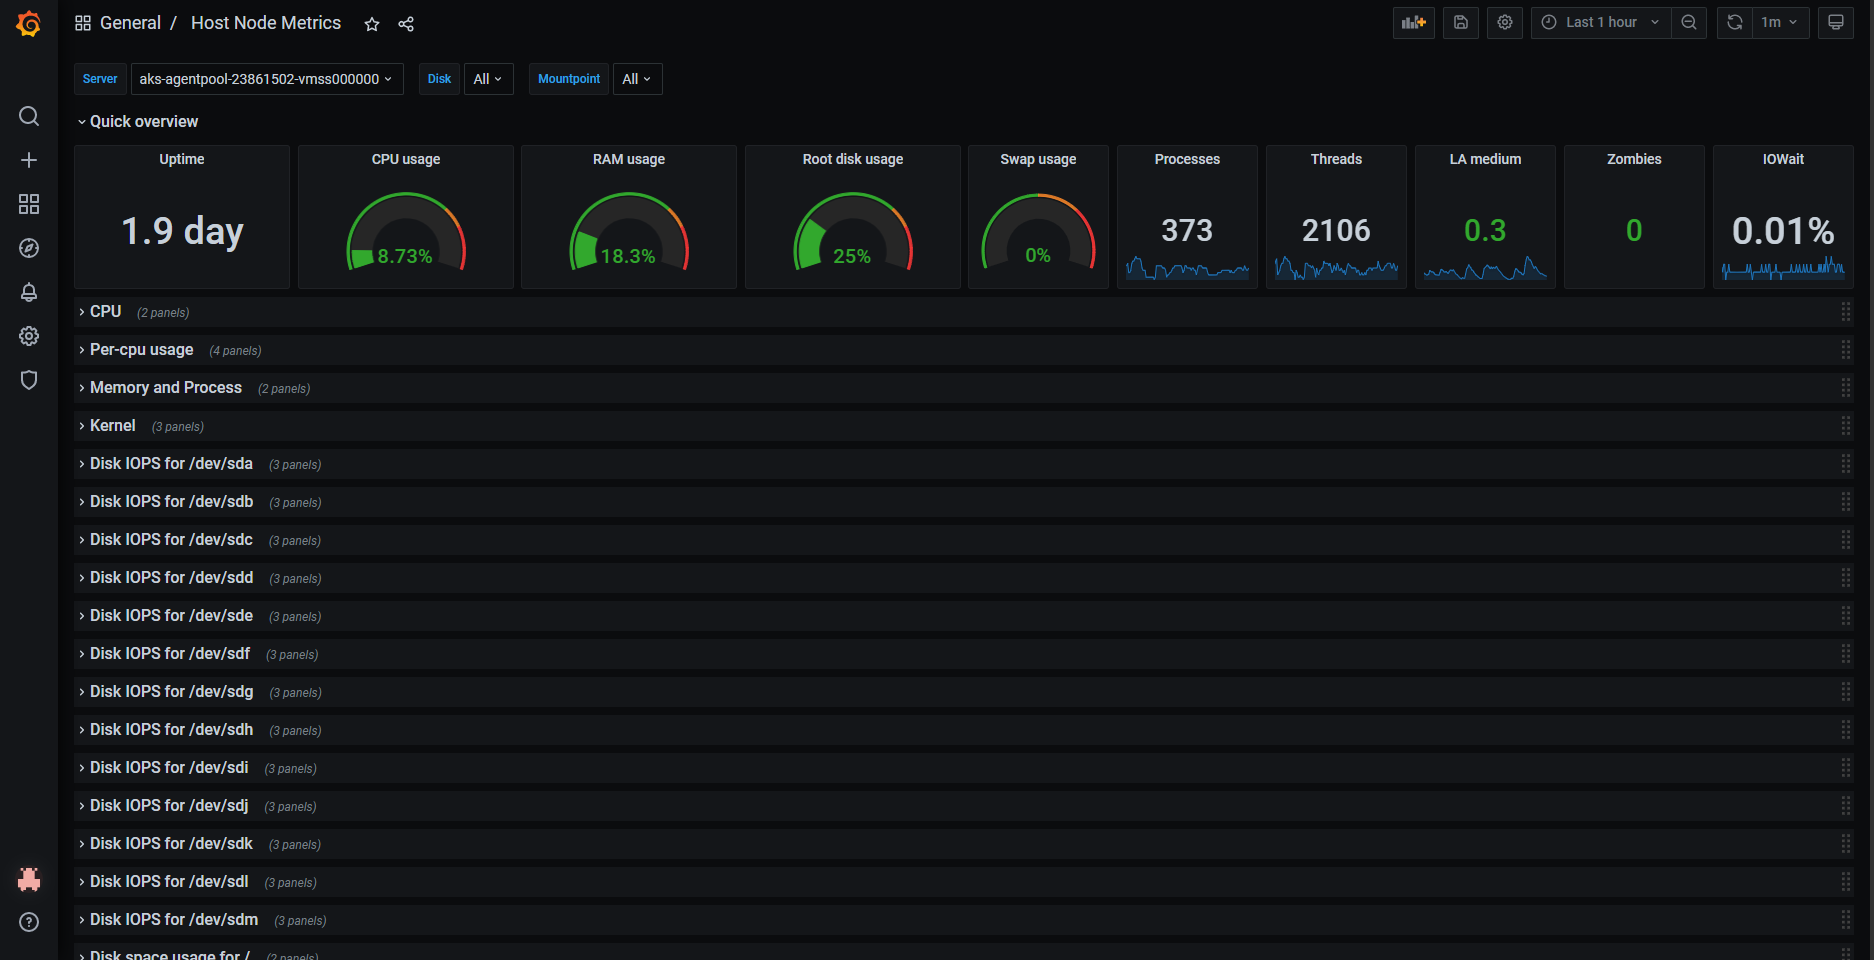 General / Host Node Metrics
Last 1 hour
1m
Server aks-agentpool-23861502-vmss000000 Disk All Mountpoint All
Quick overview
Uptime
1.9 day
CPU usage
8.73%
RAM usage
18.3%
Root disk usage
25%
Swap usage
0%
Processes
373
Threads
2106
LA medium
0.3
Zombies
0
IOWait
0.01%
CPU (2 panels)
Per-cpu usage (4 panels)
Memory and Process (2 panels)
Kernel (3 panels)
Disk IOPS for /dev/sda (3 panels)
Disk IOPS for /dev/sdb (3 panels)
Disk IOPS for /dev/sdc (3 panels)
Disk IOPS for /dev/sdd (3 panels)
Disk IOPS for /dev/sde (3 panels)
Disk IOPS for /dev/sdf (3 panels)
Disk IOPS for /dev/sdg (3 panels)
Disk IOPS for /dev/sdh (3 panels)
Disk IOPS for /dev/sdi (3 panels)
Disk IOPS for /dev/sdj (3 panels)
Disk IOPS for /dev/sdk (3 panels)
Disk IOPS for /dev/sdl (3 panels)
Disk IOPS for /dev/sdm (3 panels)
Disk space usage for / (2 panels)